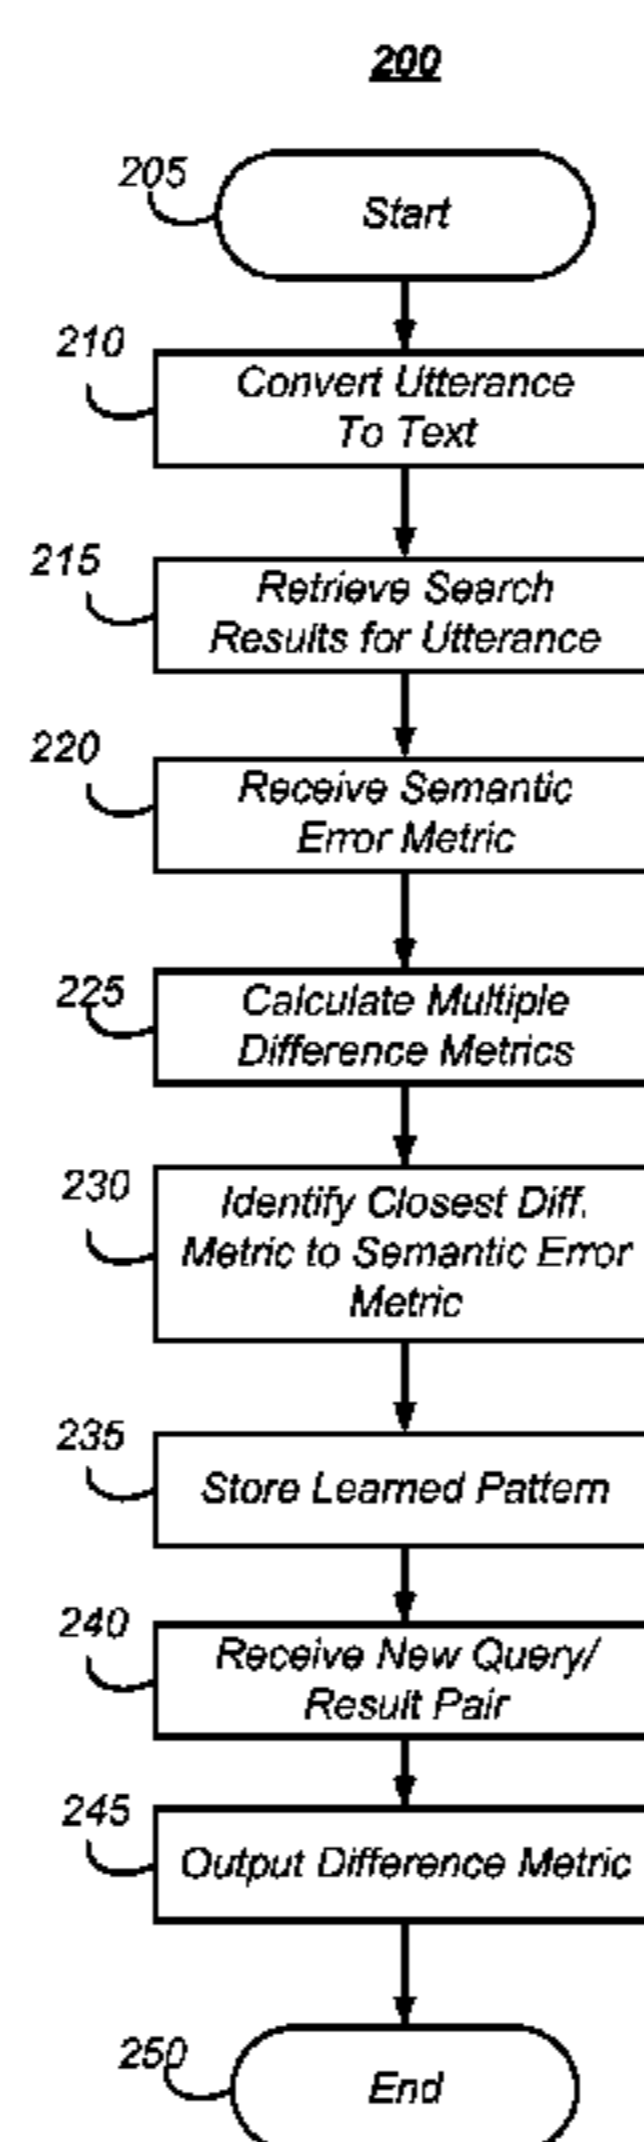 200
205
Start
210
Convert Utterance
To Text
215
Retrieve Search
Results for Utterance
220
Receive Semantic
Error Metric
225
Calculate Multiple
Difference Metrics
230
Identify Closest Diff.
Metric to Semantic Error
Metric
235
Store Learned Pattern
240
Receive New Query/
Result Pair
245
Output Difference Metric
250
End